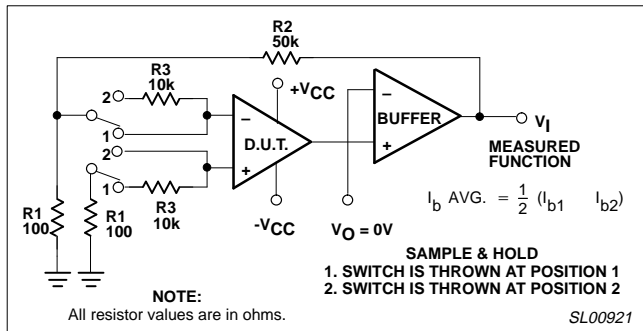 R2
50k
R3
10k
2
+VCC
−
−
1
BUFFER
VI
2
D.U.T.
+
+
MEASURED
FUNCTION
1
R3
10k
R1
100
R1
100
-VCC
VO = 0V
Ib AVG. = 1/2 (Ib1 Ib2)
SAMPLE & HOLD
1. SWITCH IS THROWN AT POSITION 1
2. SWITCH IS THROWN AT POSITION 2
NOTE:
All resistor values are in ohms.
SL00921